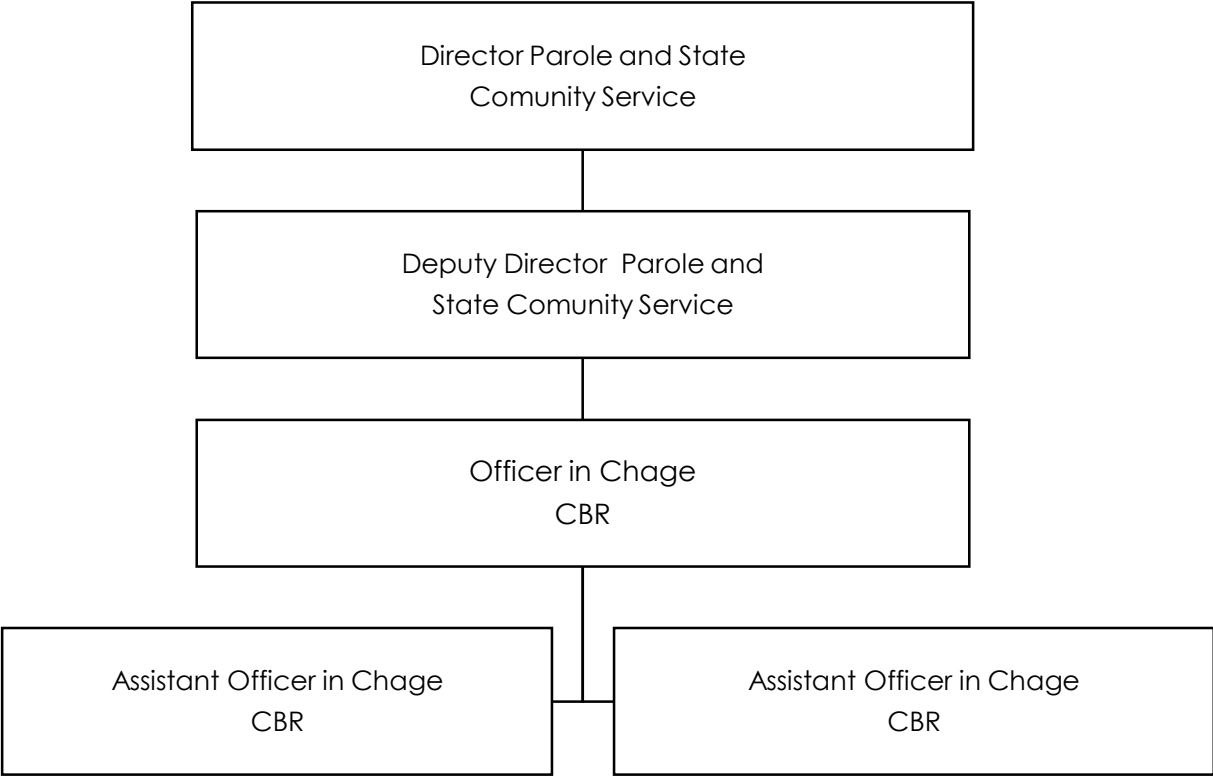 Director Parole and State
Comunity Service
Deputy Director Parole and
State Comunity Service
Officer in Chage
CBR
Assistant Officer in Chage
CBR
Assistant Officer in Chage
CBR